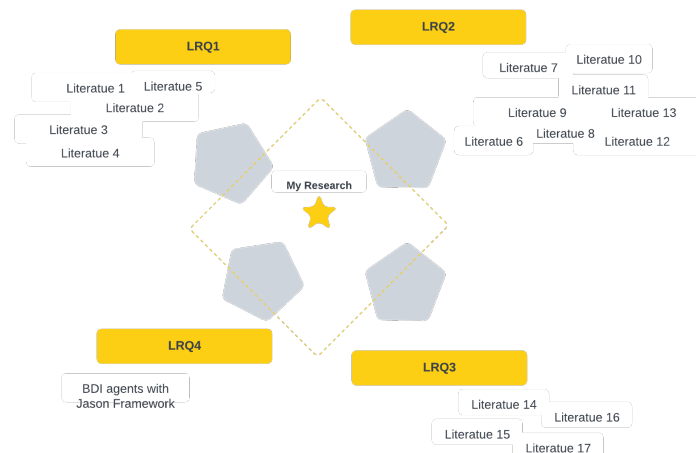 LRQ1
LRQ2
Literatue 1
Literatue 5
Literatue 2
Literatue 3
Literatue 4
Literatue 7
Literatue 10
Literatue 11
Literatue 9
Literatue 13
Literatue 6
Literatue 8
Literatue 12
My Research
LRQ4
BDI agents with
Jason Framework
LRQ3
Literatue 14
Literatue 16
Literatue 15
Literatue 17